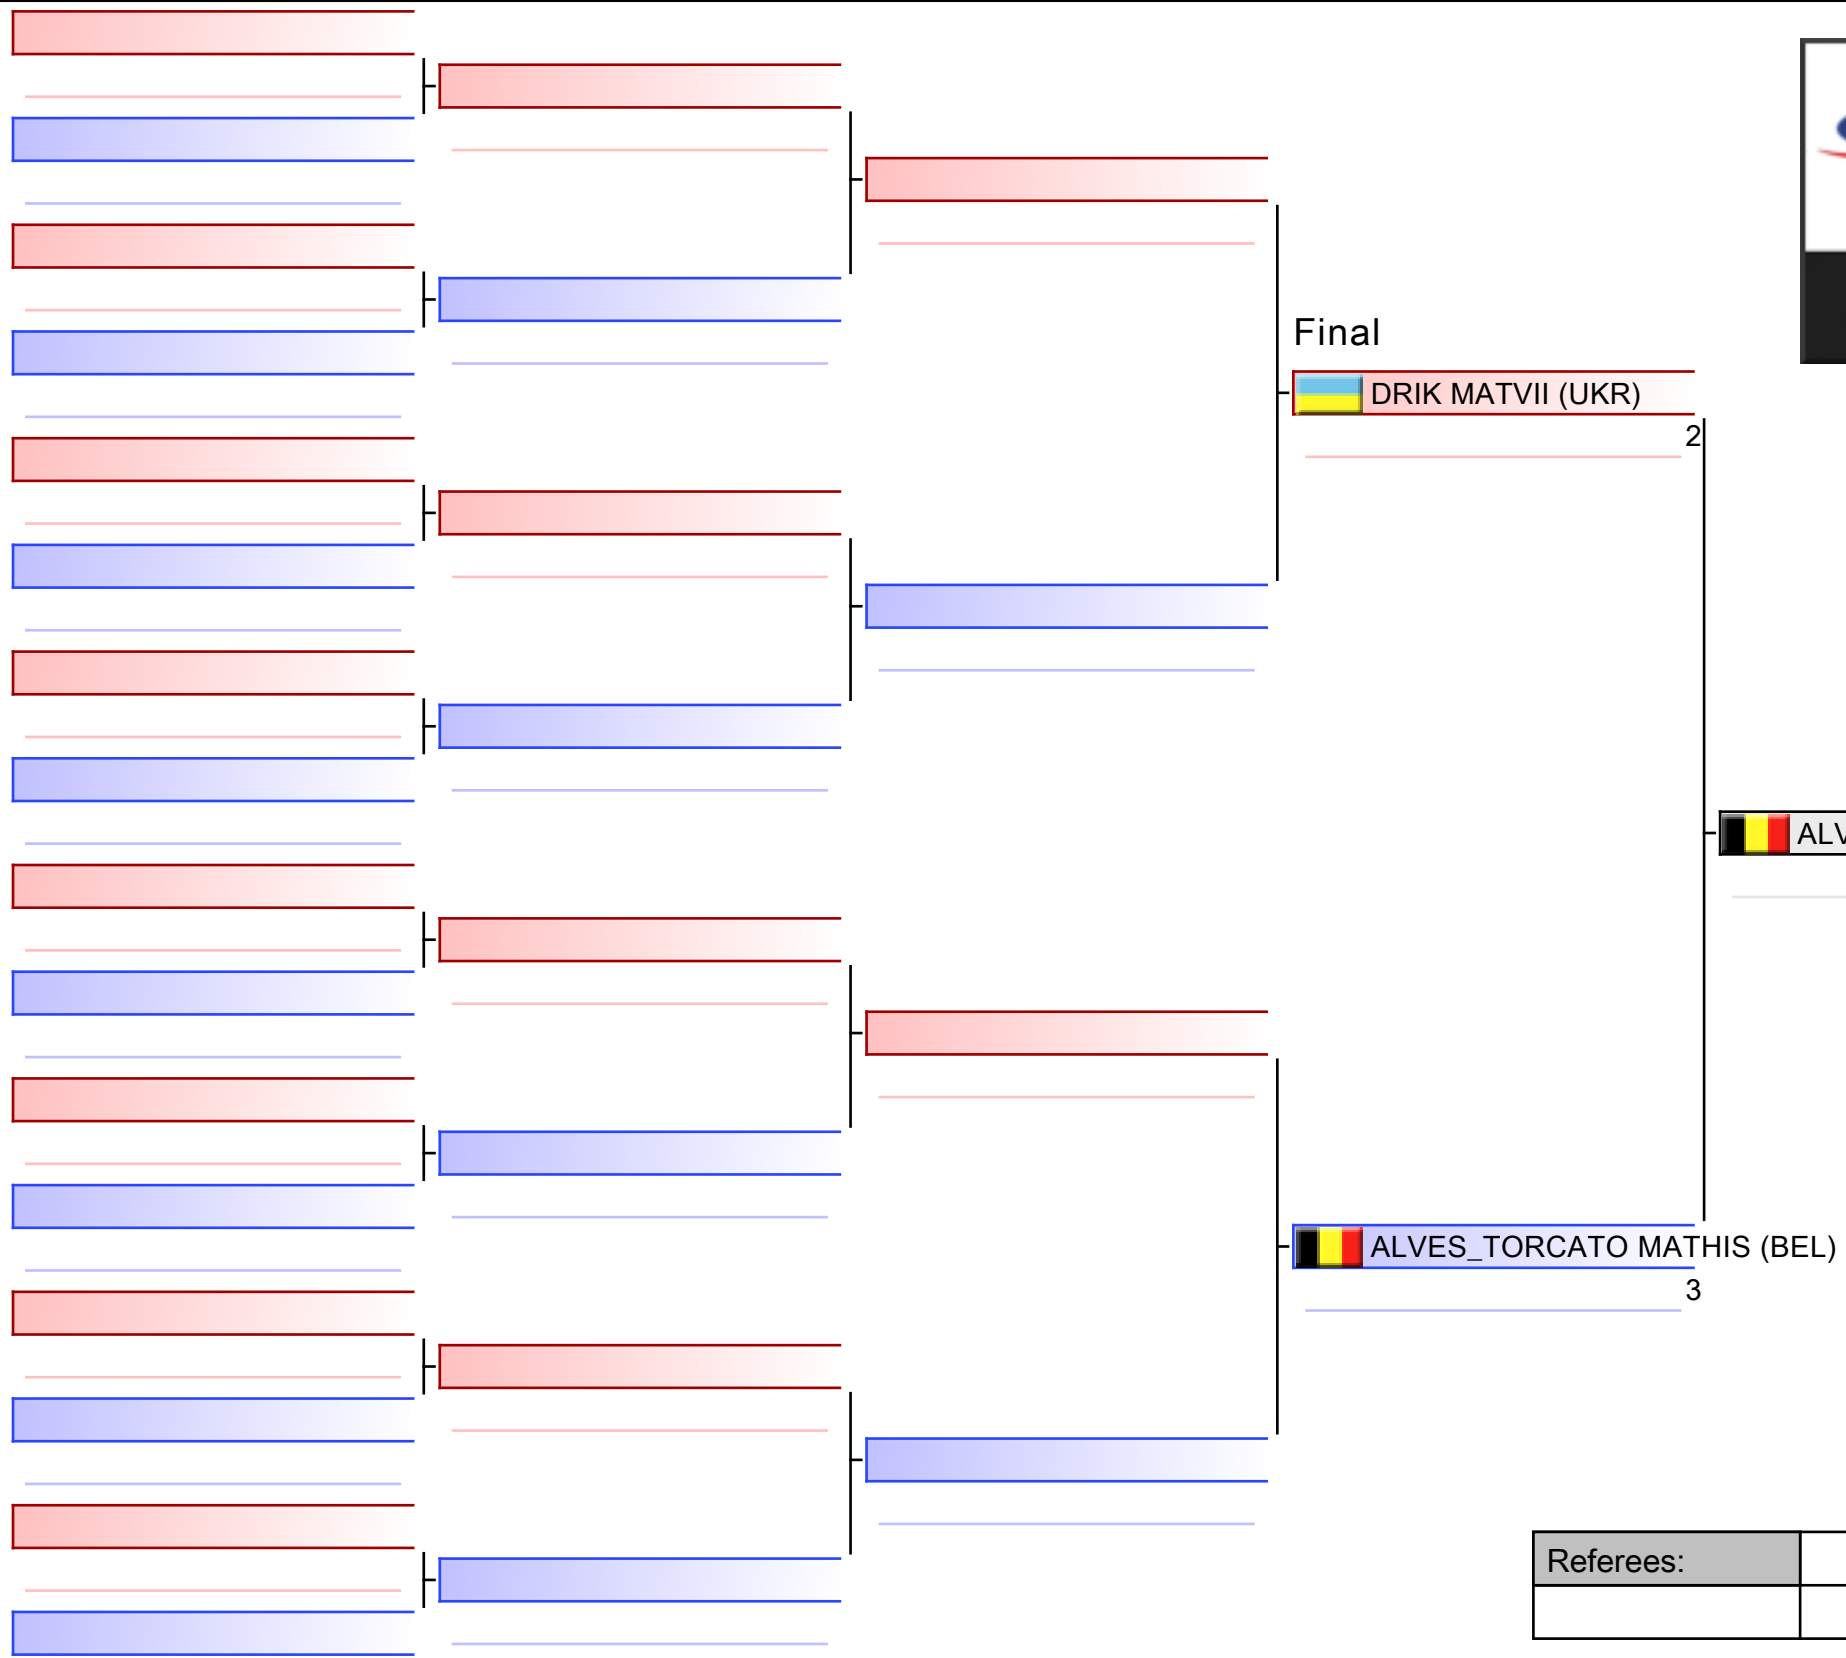 Final
DRIK MATVII (UKR)
2
ALV
ALVES_TORCATO MATHIS (BEL)
3
Referees: